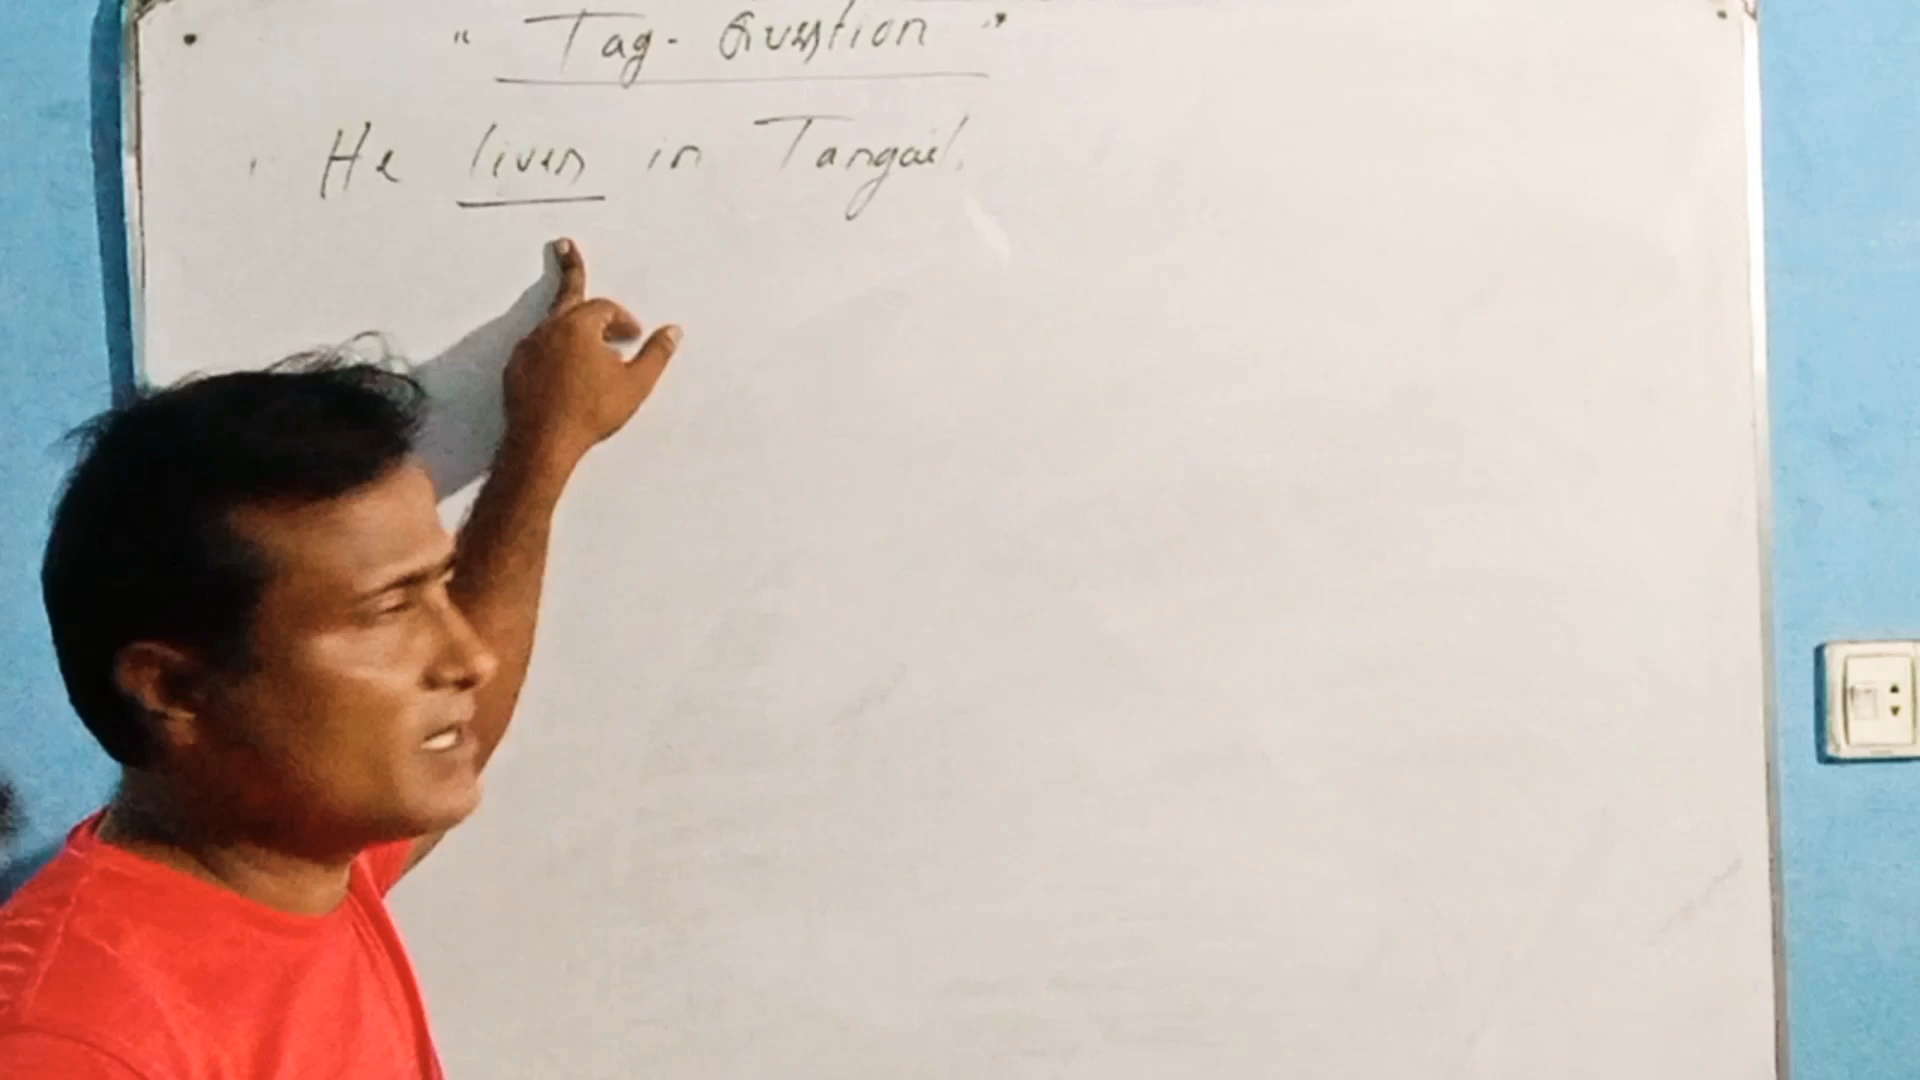 " Tag- Question "
He lives in Tangail.